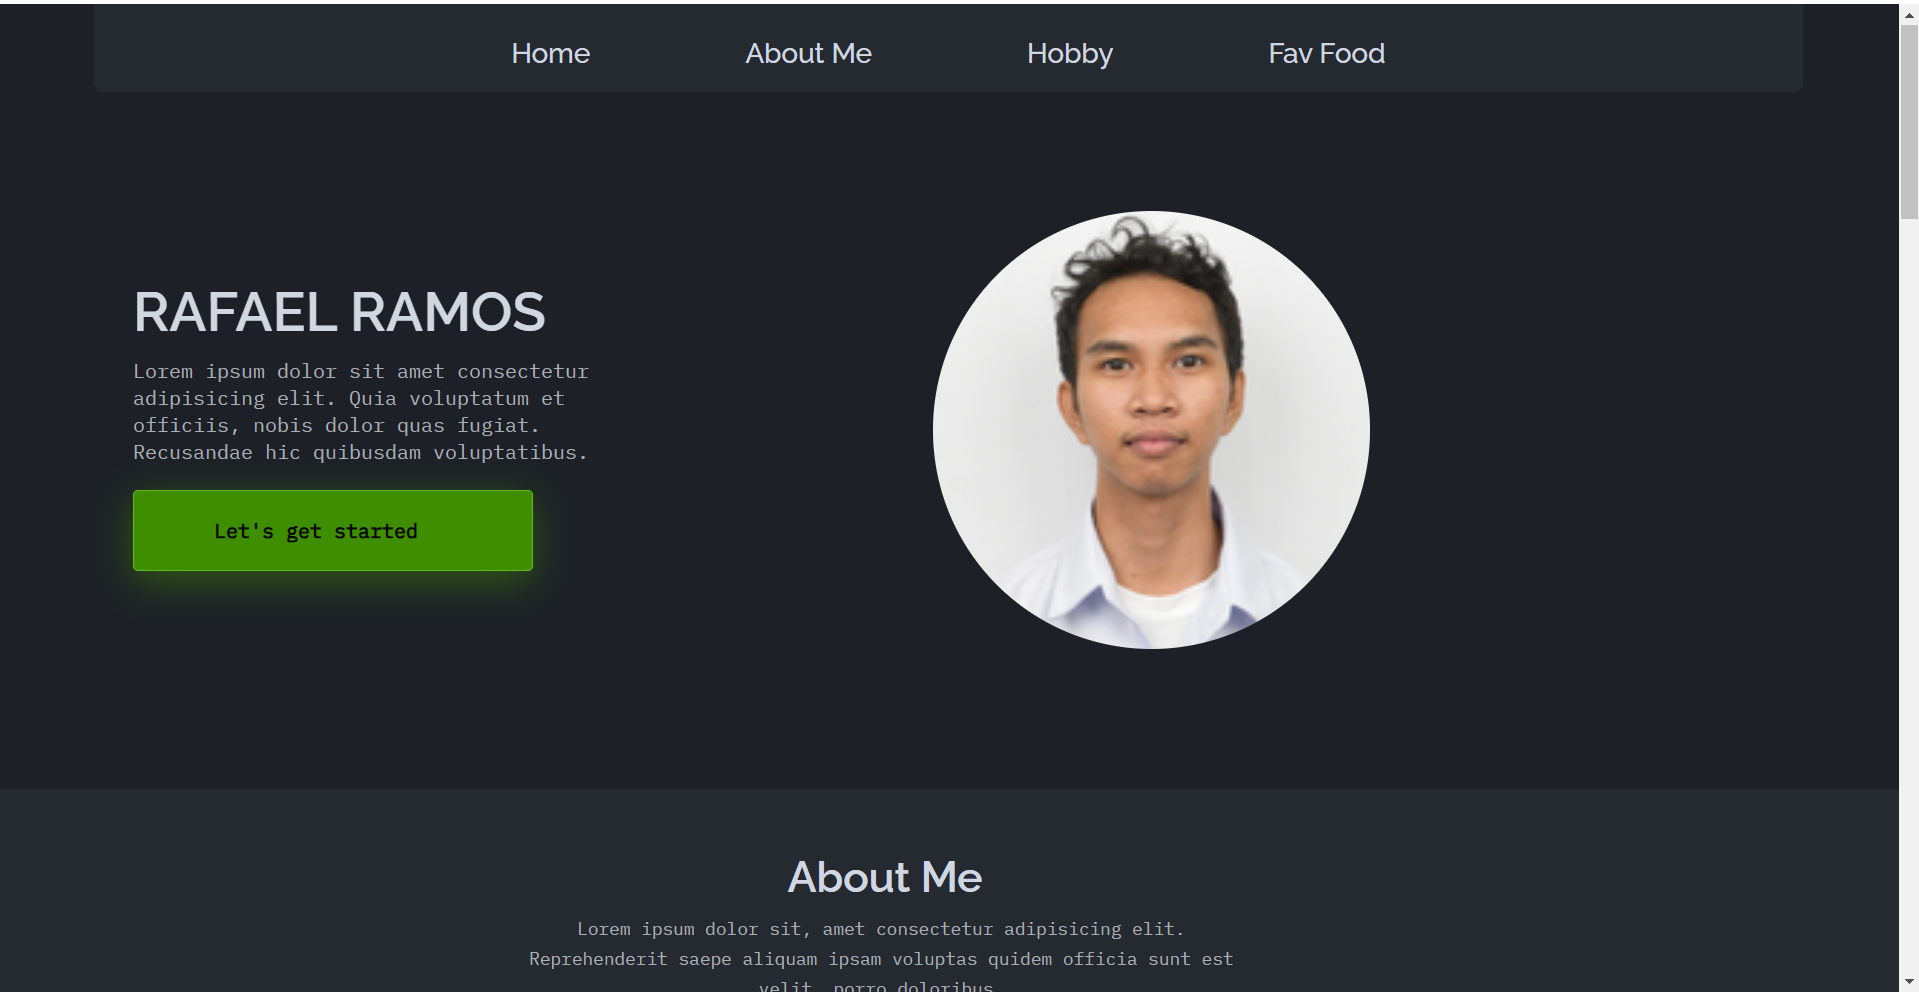 Home About Me Hobby Fav Food
RAFAEL RAMOS
Lorem ipsum dolor sit amet consectetur
adipisicing elit. Quia voluptatum et
officiis, nobis dolor quas fugiat.
Recusandae hic quibusdam voluptatibus.
Let's get started
About Me
Lorem ipsum dolor sit, amet consectetur adipisicing elit.
Reprehenderit saepe aliquam ipsam voluptas quidem officia sunt est
velit, porro doloribus.